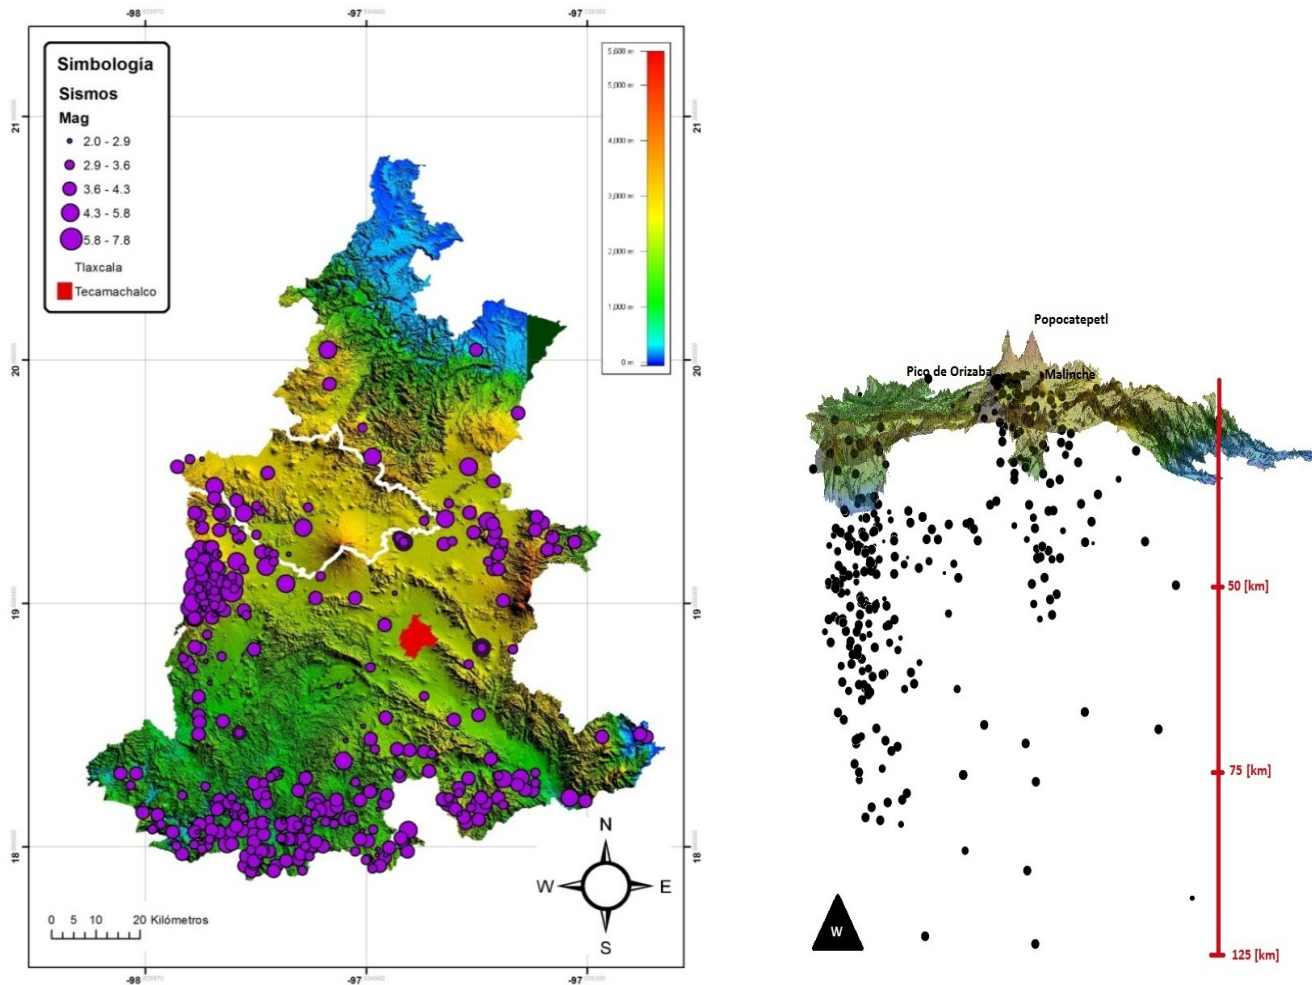 -98
-97
-97
Simbología
Sismos
Mag
2.0 - 2.9
2.9 - 3.6
3.6 - 4.3
4.3 - 5.8
5.8 - 7.8
Tlaxcala
Tecamachalco
5,600 m
5,000 m
4,000 m
3,000 m
2,000 m
1,000 m
0 m
21
21
20
20
19
19
18
18
N
W E
S
0 5 10 20 Kilómetros
-98
-97
-97
Popocatepetl
Pico de Orizaba
Malinche
50 [km]
75 [km]
125 [km]
W